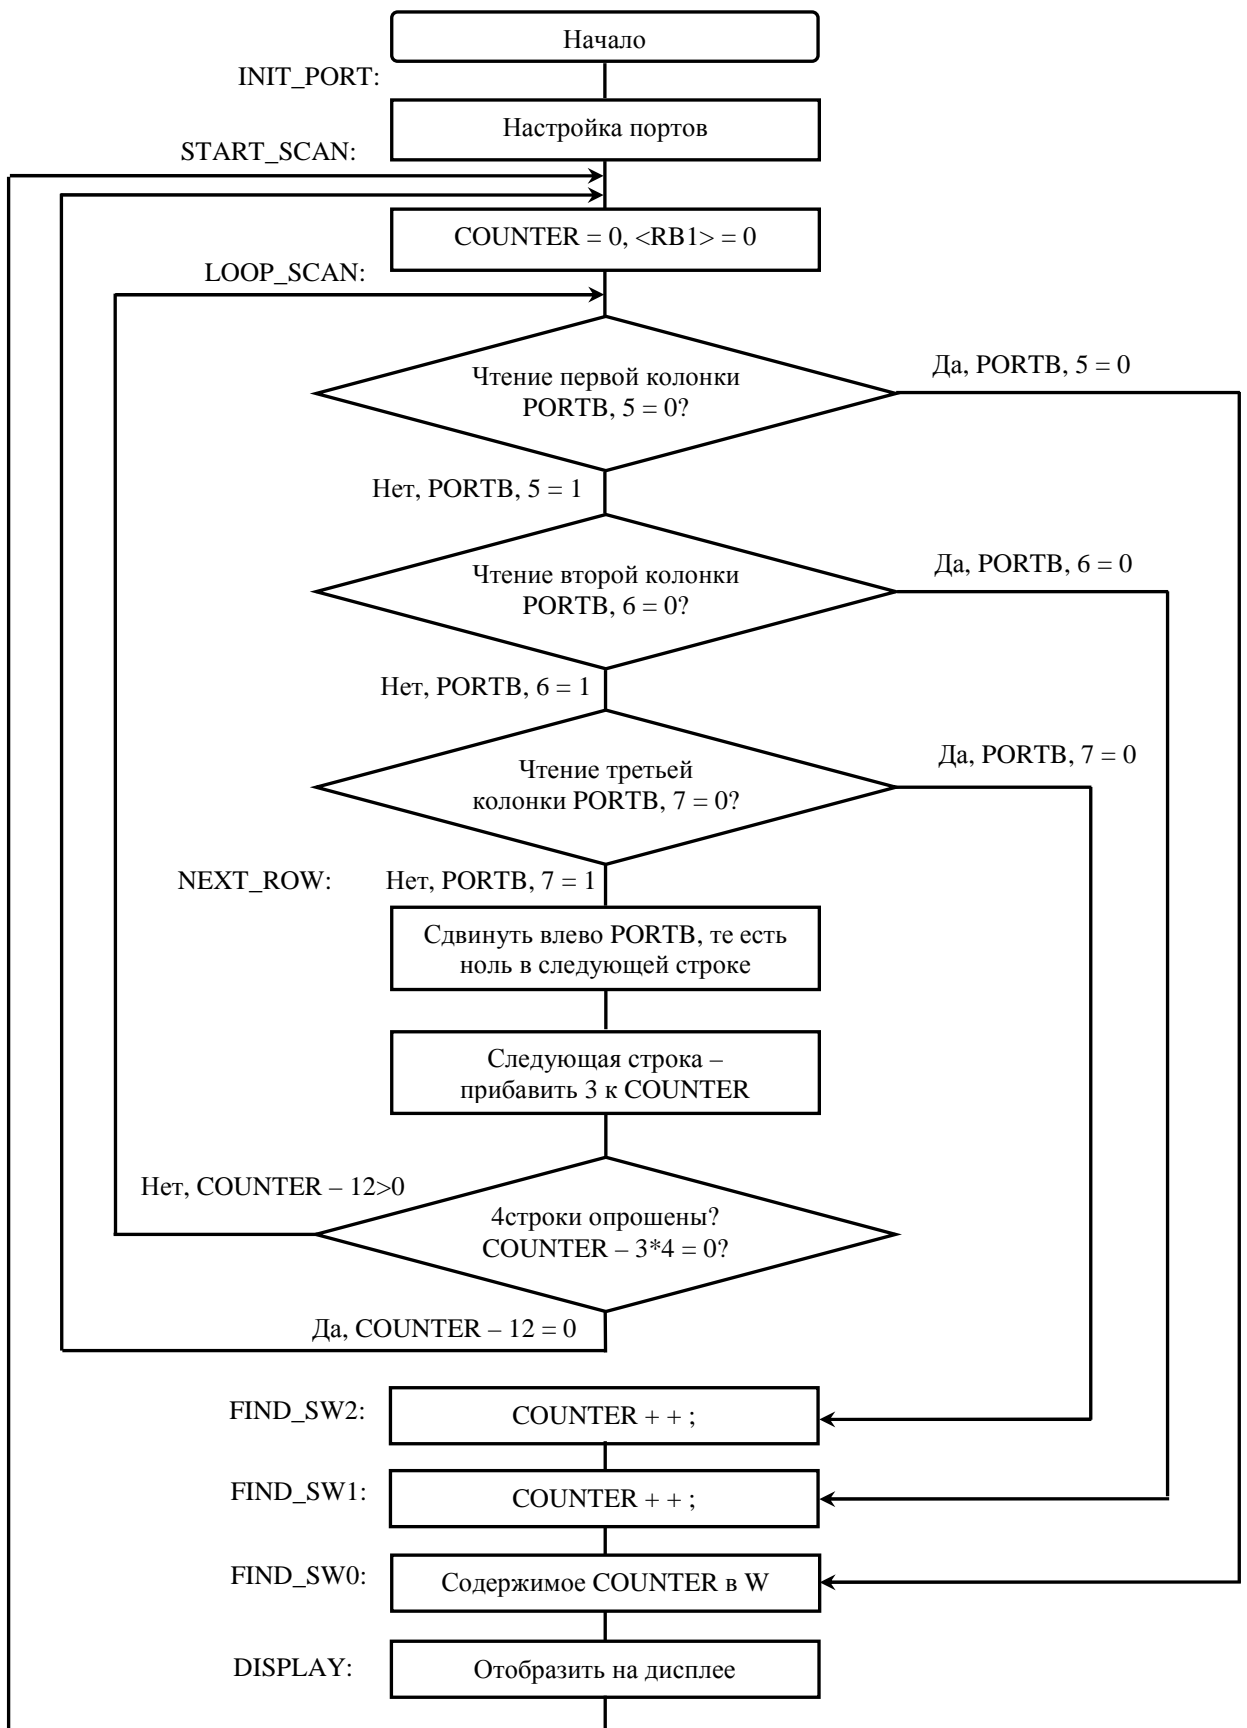 Начало
INIT_PORT:
Настройка портов
START_SCAN:
COUNTER = 0, <RB1> = 0
LOOP_SCAN:
Да, PORTB, 5 = 0
Чтение первой колонки
PORTB, 5 = 0?
Нет, PORTB, 5 = 1
Да, PORTB, 6 = 0
Чтение второй колонки
PORTB, 6 = 0?
Нет, PORTB, 6 = 1
Да, PORTB, 7 = 0
Чтение третьей
колонки PORTB, 7 = 0?
NEXT_ROW: Нет, PORTB, 7 = 1
Сдвинуть влево PORTB, те есть
ноль в следующей строке
Следующая строка –
прибавить 3 к COUNTER
Нет, COUNTER – 12>0
4строки опрошены?
COUNTER – 3*4 = 0?
Да, COUNTER – 12 = 0
FIND_SW2: COUNTER + + ;
FIND_SW1: COUNTER + + ;
FIND_SW0: Содержимое COUNTER в W
DISPLAY: Отобразить на дисплее